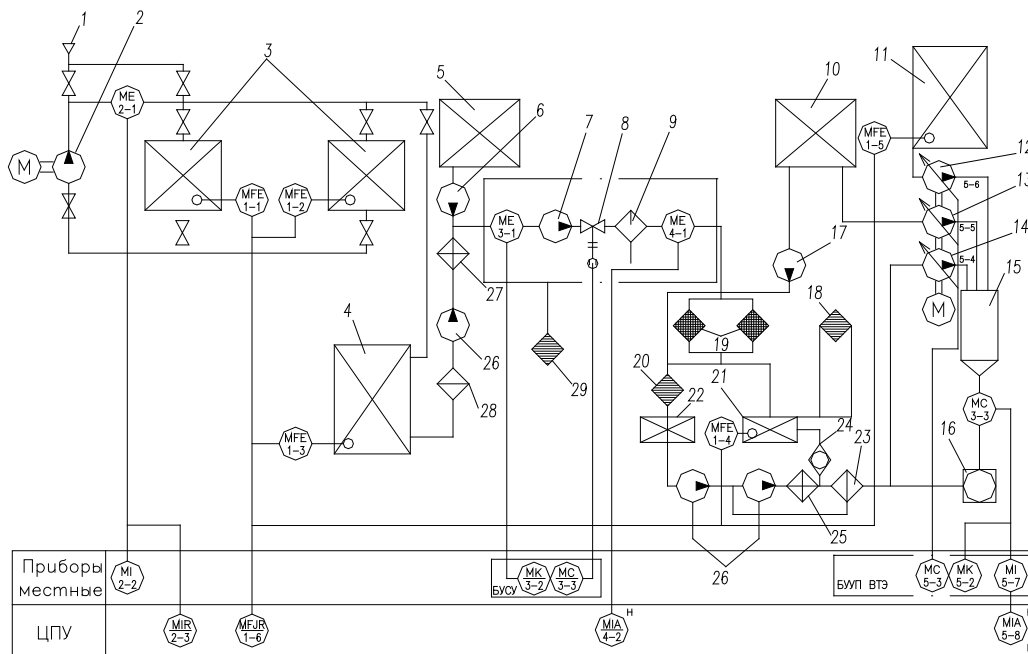 1
2
3
5
6
7
8
9
10
11
12
13
14
15
16
17
18
19
20
21
22
23
24
25
26
26
27
28
29
4
M
M
ME
2-1
MFE
1-1
MFE
1-2
MFE
1-3
ME
3-1
ME
4-1
MFE
1-5
MFE
1-4
5-6
5-5
5-4
MC
3-3
Приборы
местные
MI
2-2
БУСУ
MK
3-2
MC
3-3
БУУП ВТЭ
MC
5-3
MK
5-2
MI
5-7
ЦПУ
MIR
2-3
MFJR
1-6
MIA
4-2
H
MIA
5-8